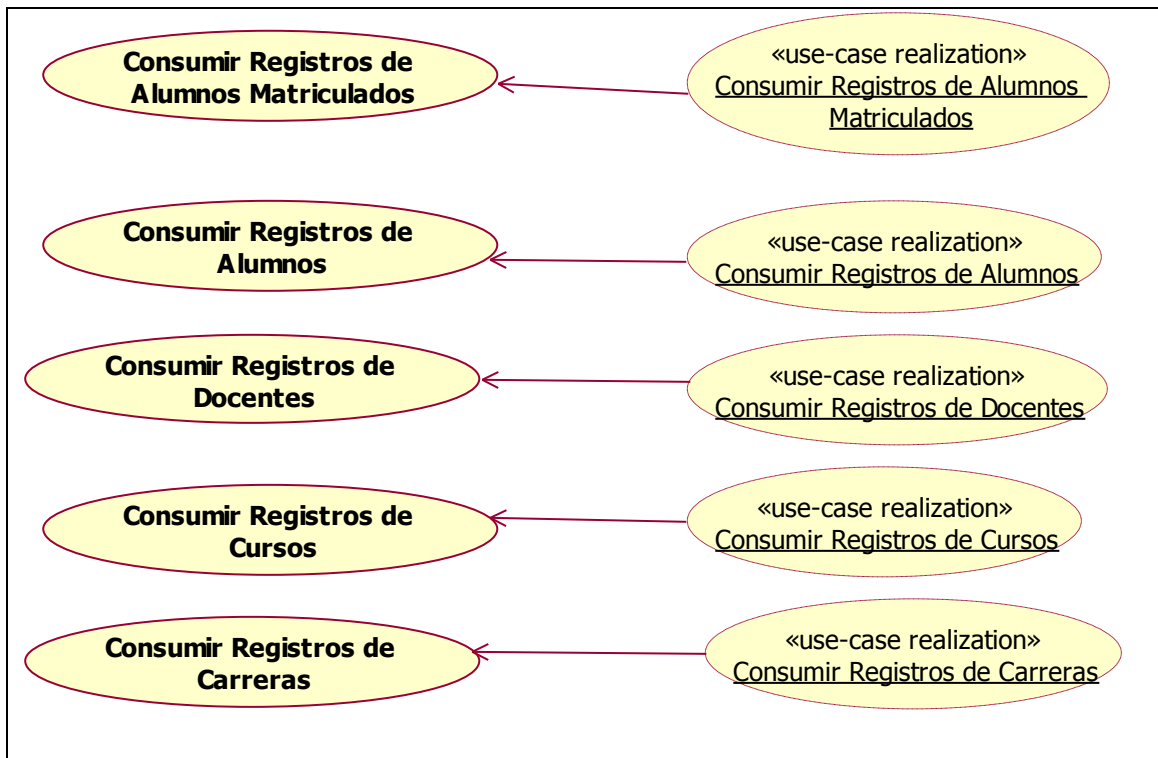 Consumir Registros de
Alumnos Matriculados
«use-case realization»
Consumir Registros de Alumnos
Matriculados
Consumir Registros de
Alumnos
«use-case realization»
Consumir Registros de Alumnos
Consumir Registros de
Docentes
«use-case realization»
Consumir Registros de Docentes
Consumir Registros de
Cursos
«use-case realization»
Consumir Registros de Cursos
Consumir Registros de
Carreras
«use-case realization»
Consumir Registros de Carreras